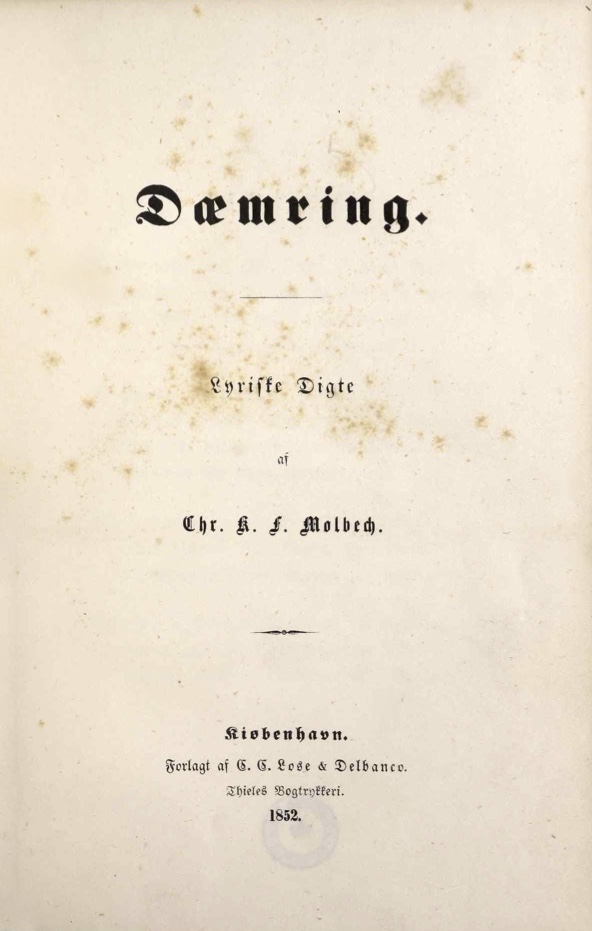 Dæmring.
Lyriske Digte
af
Chr. K. F. Molbech.
Kiøbenhavn.
Forlagt af C. C. Lose & Delbanco.
Thieles Bogtrykkeri.
1852.